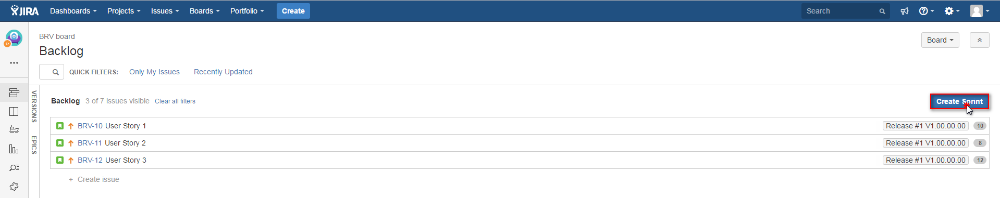 JIRA Dashboards Projects Issues Boards Portfolio Create Search
BRV board
Board
Backlog
QUICK FILTERS: Only My Issues Recently Updated
VERSIONS
EPICS
Backlog 3 of 7 issues visible Clear all filters Create Sprint
BRV-10 User Story 1 Release #1 V1.00.00.00 10
BRV-11 User Story 2 Release #1 V1.00.00.00 8
BRV-12 User Story 3 Release #1 V1.00.00.00 12
+ Create issue